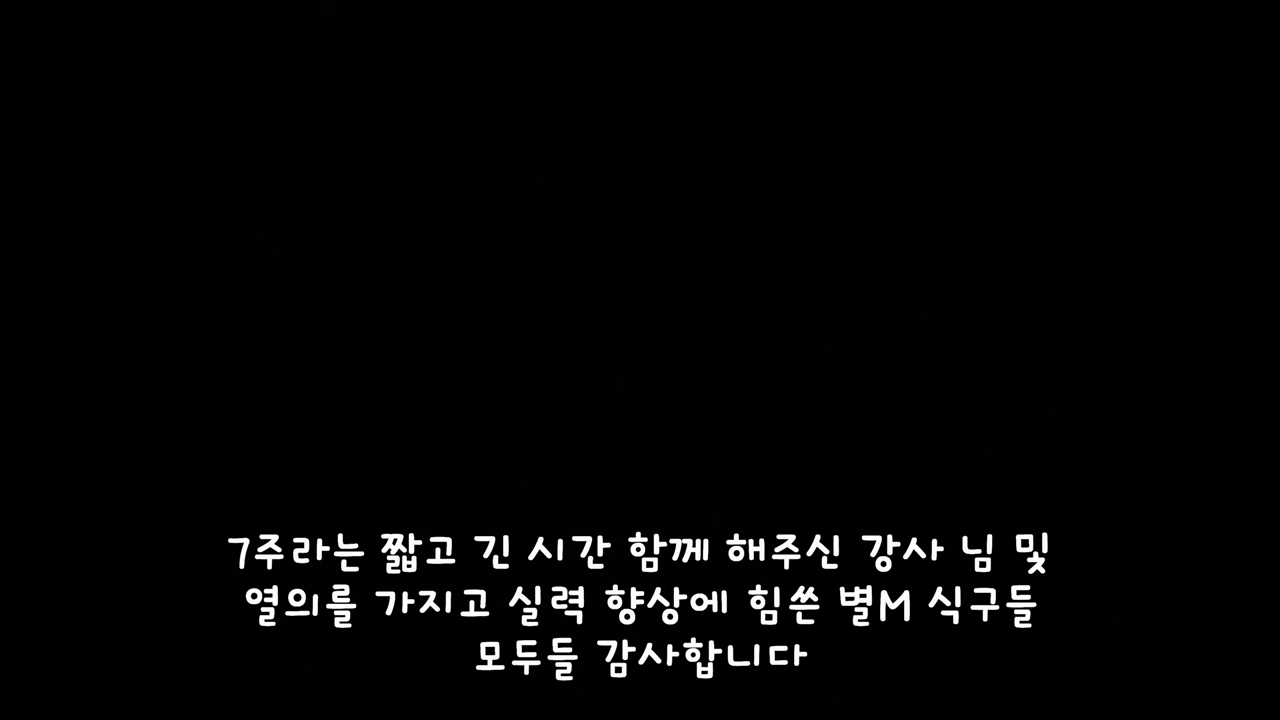 7주라는 짧고 긴 시간 함께 해주신 강사 님 및
열의를 가지고 실력 향상에 힘쓴 별M 식구들
모두들 감사합니다